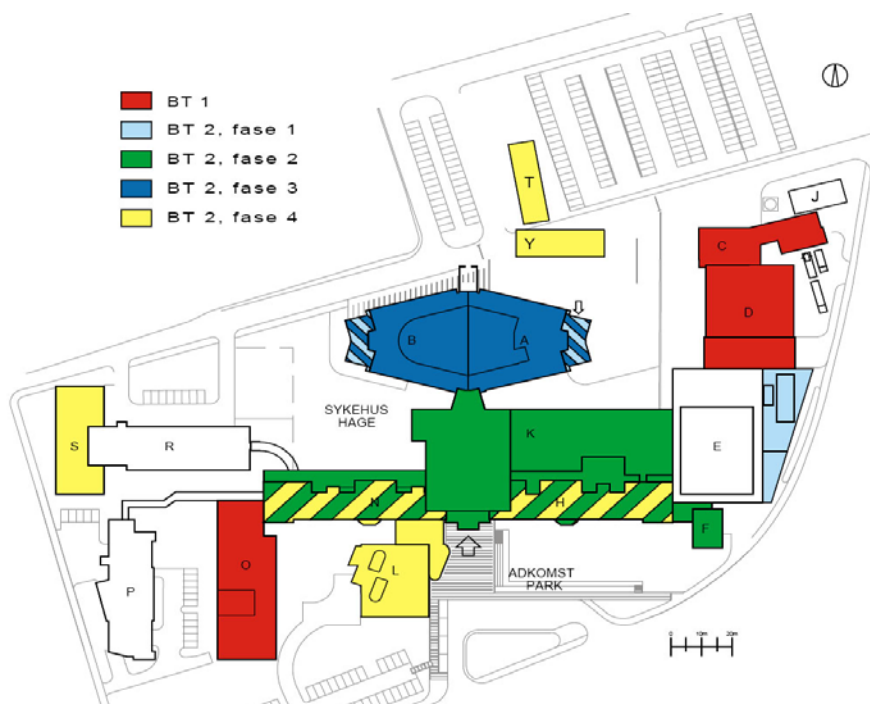 BT 1
BT 2, fase 1
BT 2, fase 2
BT 2, fase 3
BT 2, fase 4
T
Y
J
C
D
B
A
SYKEHUS
HAGE
K
S
R
E
N
H
F
O
L
P
ADKOMST
PARK
0 10m 20m